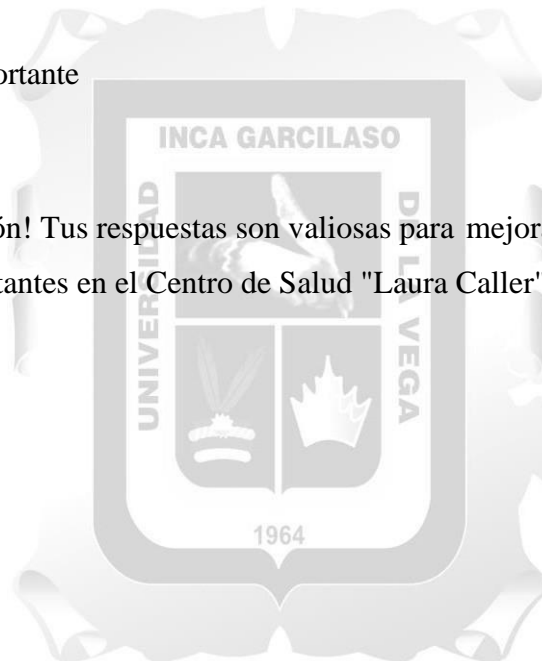 ortante
INCA GARCILASO
UNIVERSIDAD
DE LA VEGA
ón! Tus respuestas son valiosas para mejor
tantes en el Centro de Salud "Laura Caller"
1964